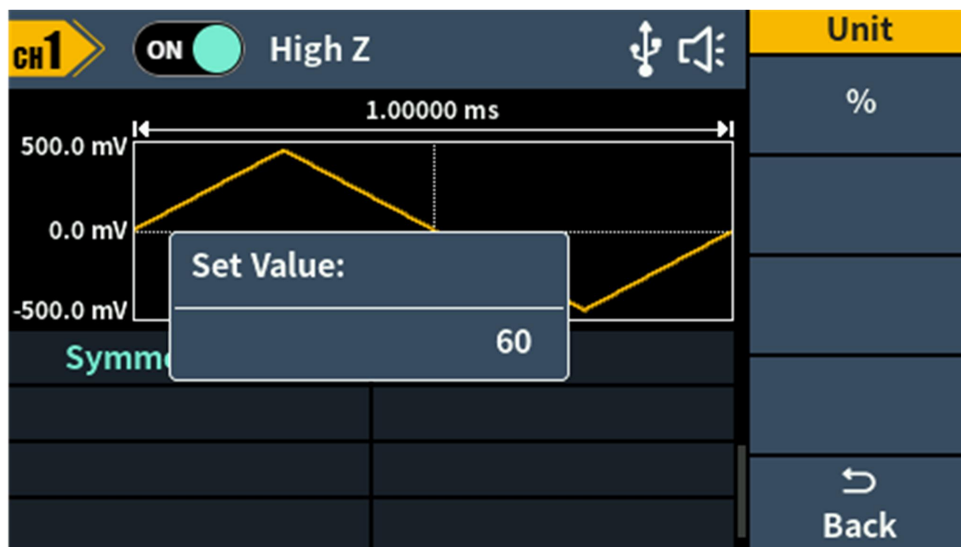 CH1 ON High Z
Unit
%
1.00000 ms
500.0 mV
0.0 mV
-500.0 mV
Set Value:
60
Back